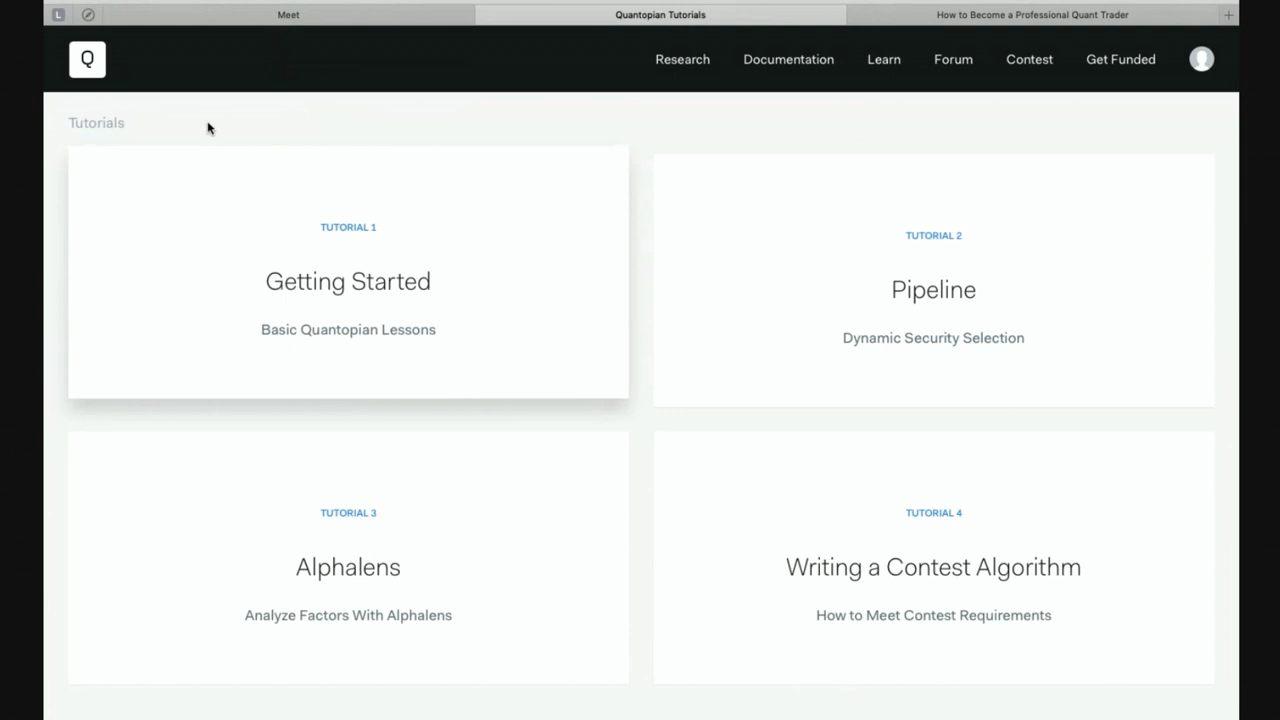 L
Meet
Quantopian Tutorials
How to Become a Professional Quant Trader
+
Q
Research
Documentation
Learn
Forum
Contest
Get Funded
Tutorials
TUTORIAL 1
Getting Started
Basic Quantopian Lessons
TUTORIAL 2
Pipeline
Dynamic Security Selection
TUTORIAL 3
Alphalens
Analyze Factors With Alphalens
TUTORIAL 4
Writing a Contest Algorithm
How to Meet Contest Requirements